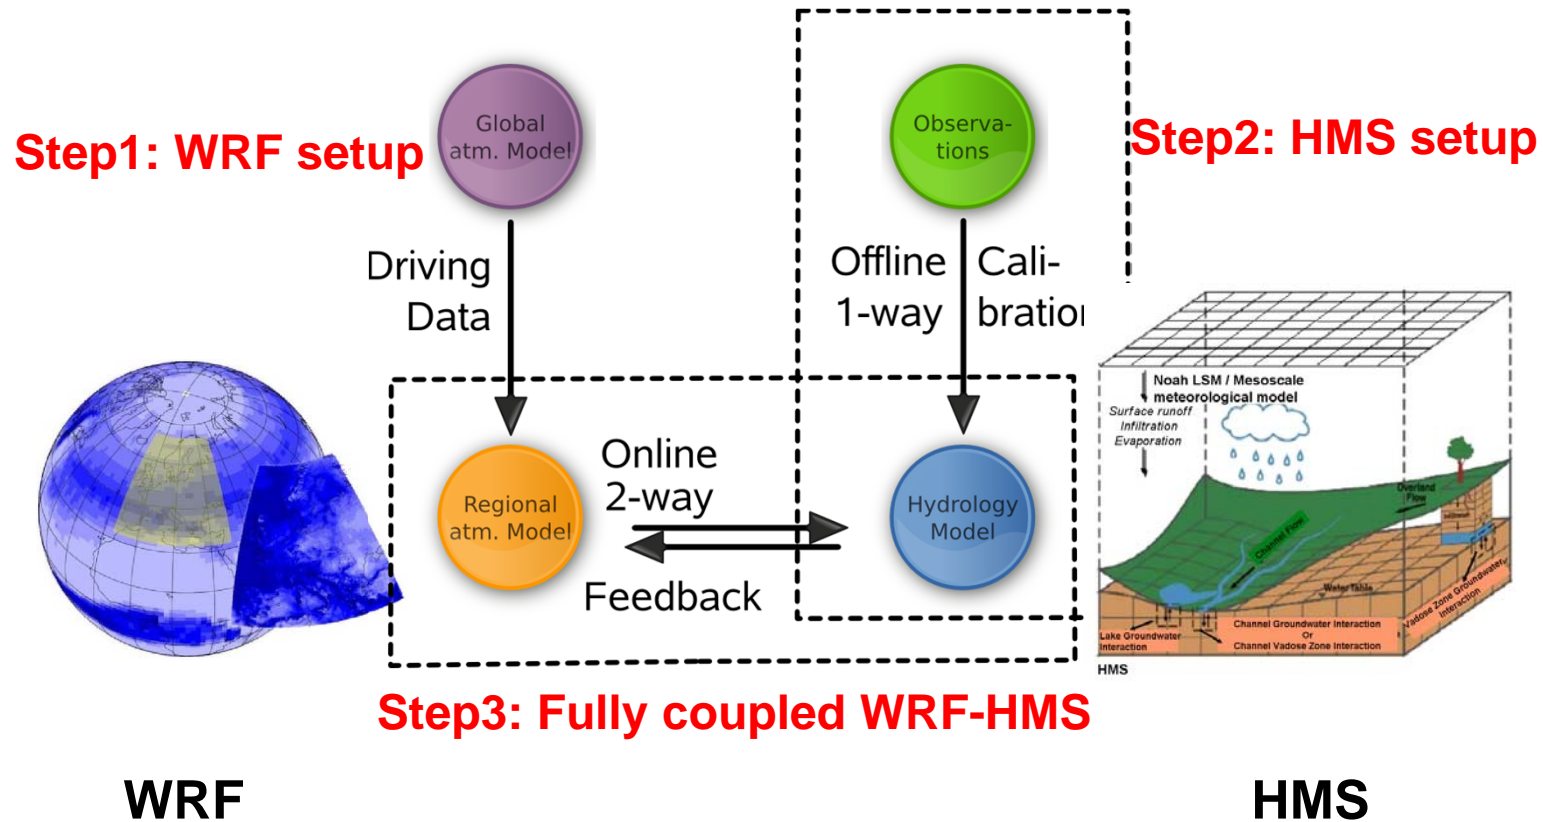 Step1: WRF setup
Global
atm. Model
Observa-
tions
Step2: HMS setup
Driving
Data
Offline
1-way
Cali-
bration
Noah LSM / Mesoscale
meteorological model
Surface runoff
Infiltration
Evaporation
Overland
Flow
Channel Flow
Water Table
Vadose Zone Groundwater
Interaction
Lake Groundwater
Interaction
Channel Groundwater Interaction
Or
Channel Vadose Zone Interaction
HMS
Regional
atm. Model
Online
2-way
Feedback
Hydrology
Model
Step3: Fully coupled WRF-HMS
WRF
HMS